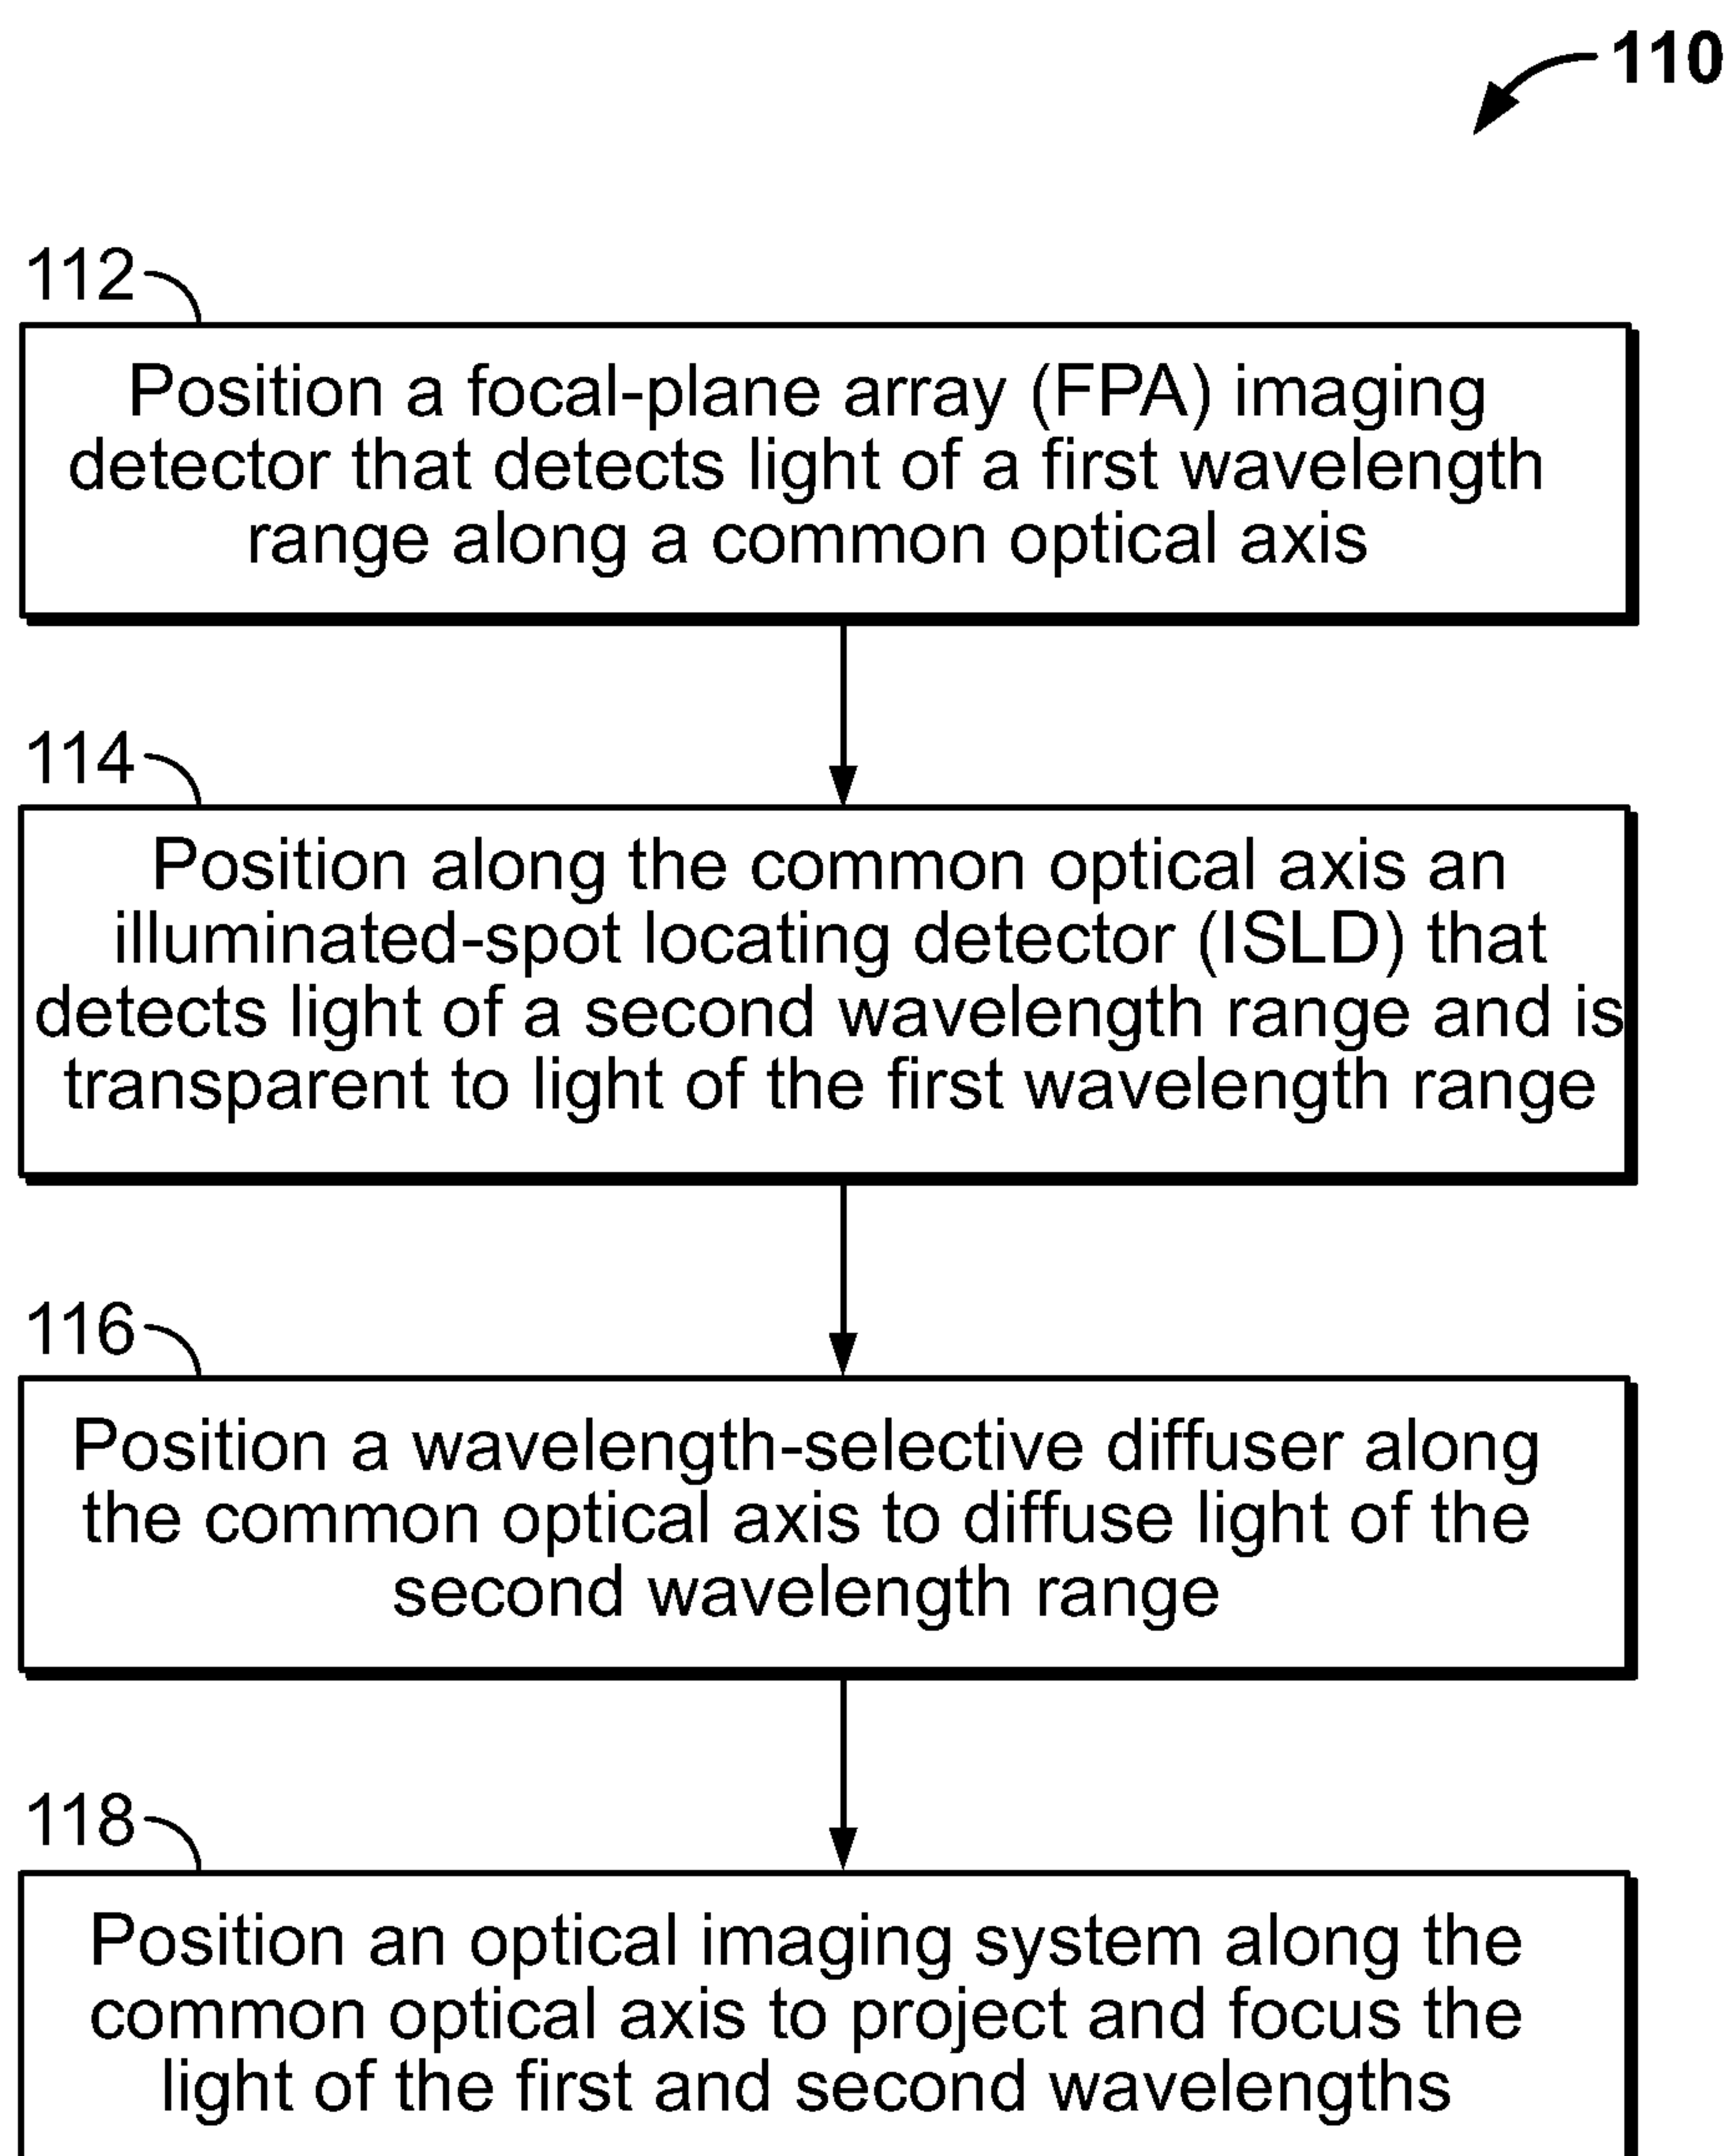 110
112
Position a focal-plane array (FPA) imaging
detector that detects light of a first wavelength
range along a common optical axis
114
Position along the common optical axis an
illuminated-spot locating detector (ISLD) that
detects light of a second wavelength range and is
transparent to light of the first wavelength range
116
Position a wavelength-selective diffuser along
the common optical axis to diffuse light of the
second wavelength range
118
Position an optical imaging system along the
common optical axis to project and focus the
light of the first and second wavelengths